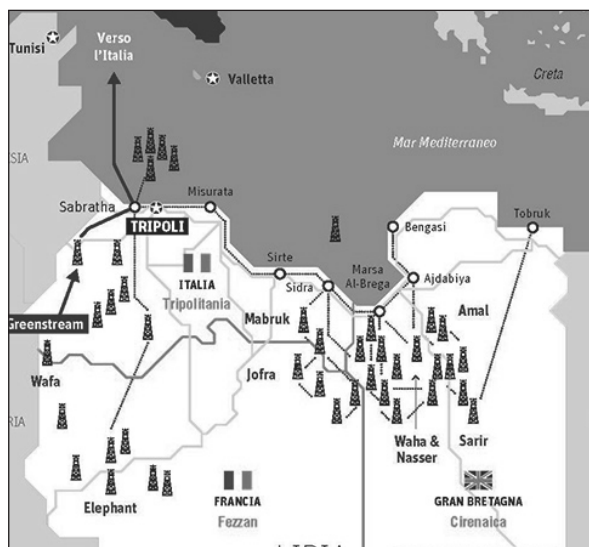 Verso
l'Italia
Tunisi
Valletta
Creta
Mar Mediterraneo
SIA
Misurata
Sabratha
TRIPOLI
Bengasi
Tobruk
Sirte
ITALIA
Tripolitania
Marsa
Al-Brega
Ajdabiya
Sidra
Greenstream
Mabruk
Amal
Wafa
Jofra
RIA
Waha &
Nasser
Sarir
Elephant
FRANCIA
Fezzan
GRAN BRETAGNA
Cirenaica